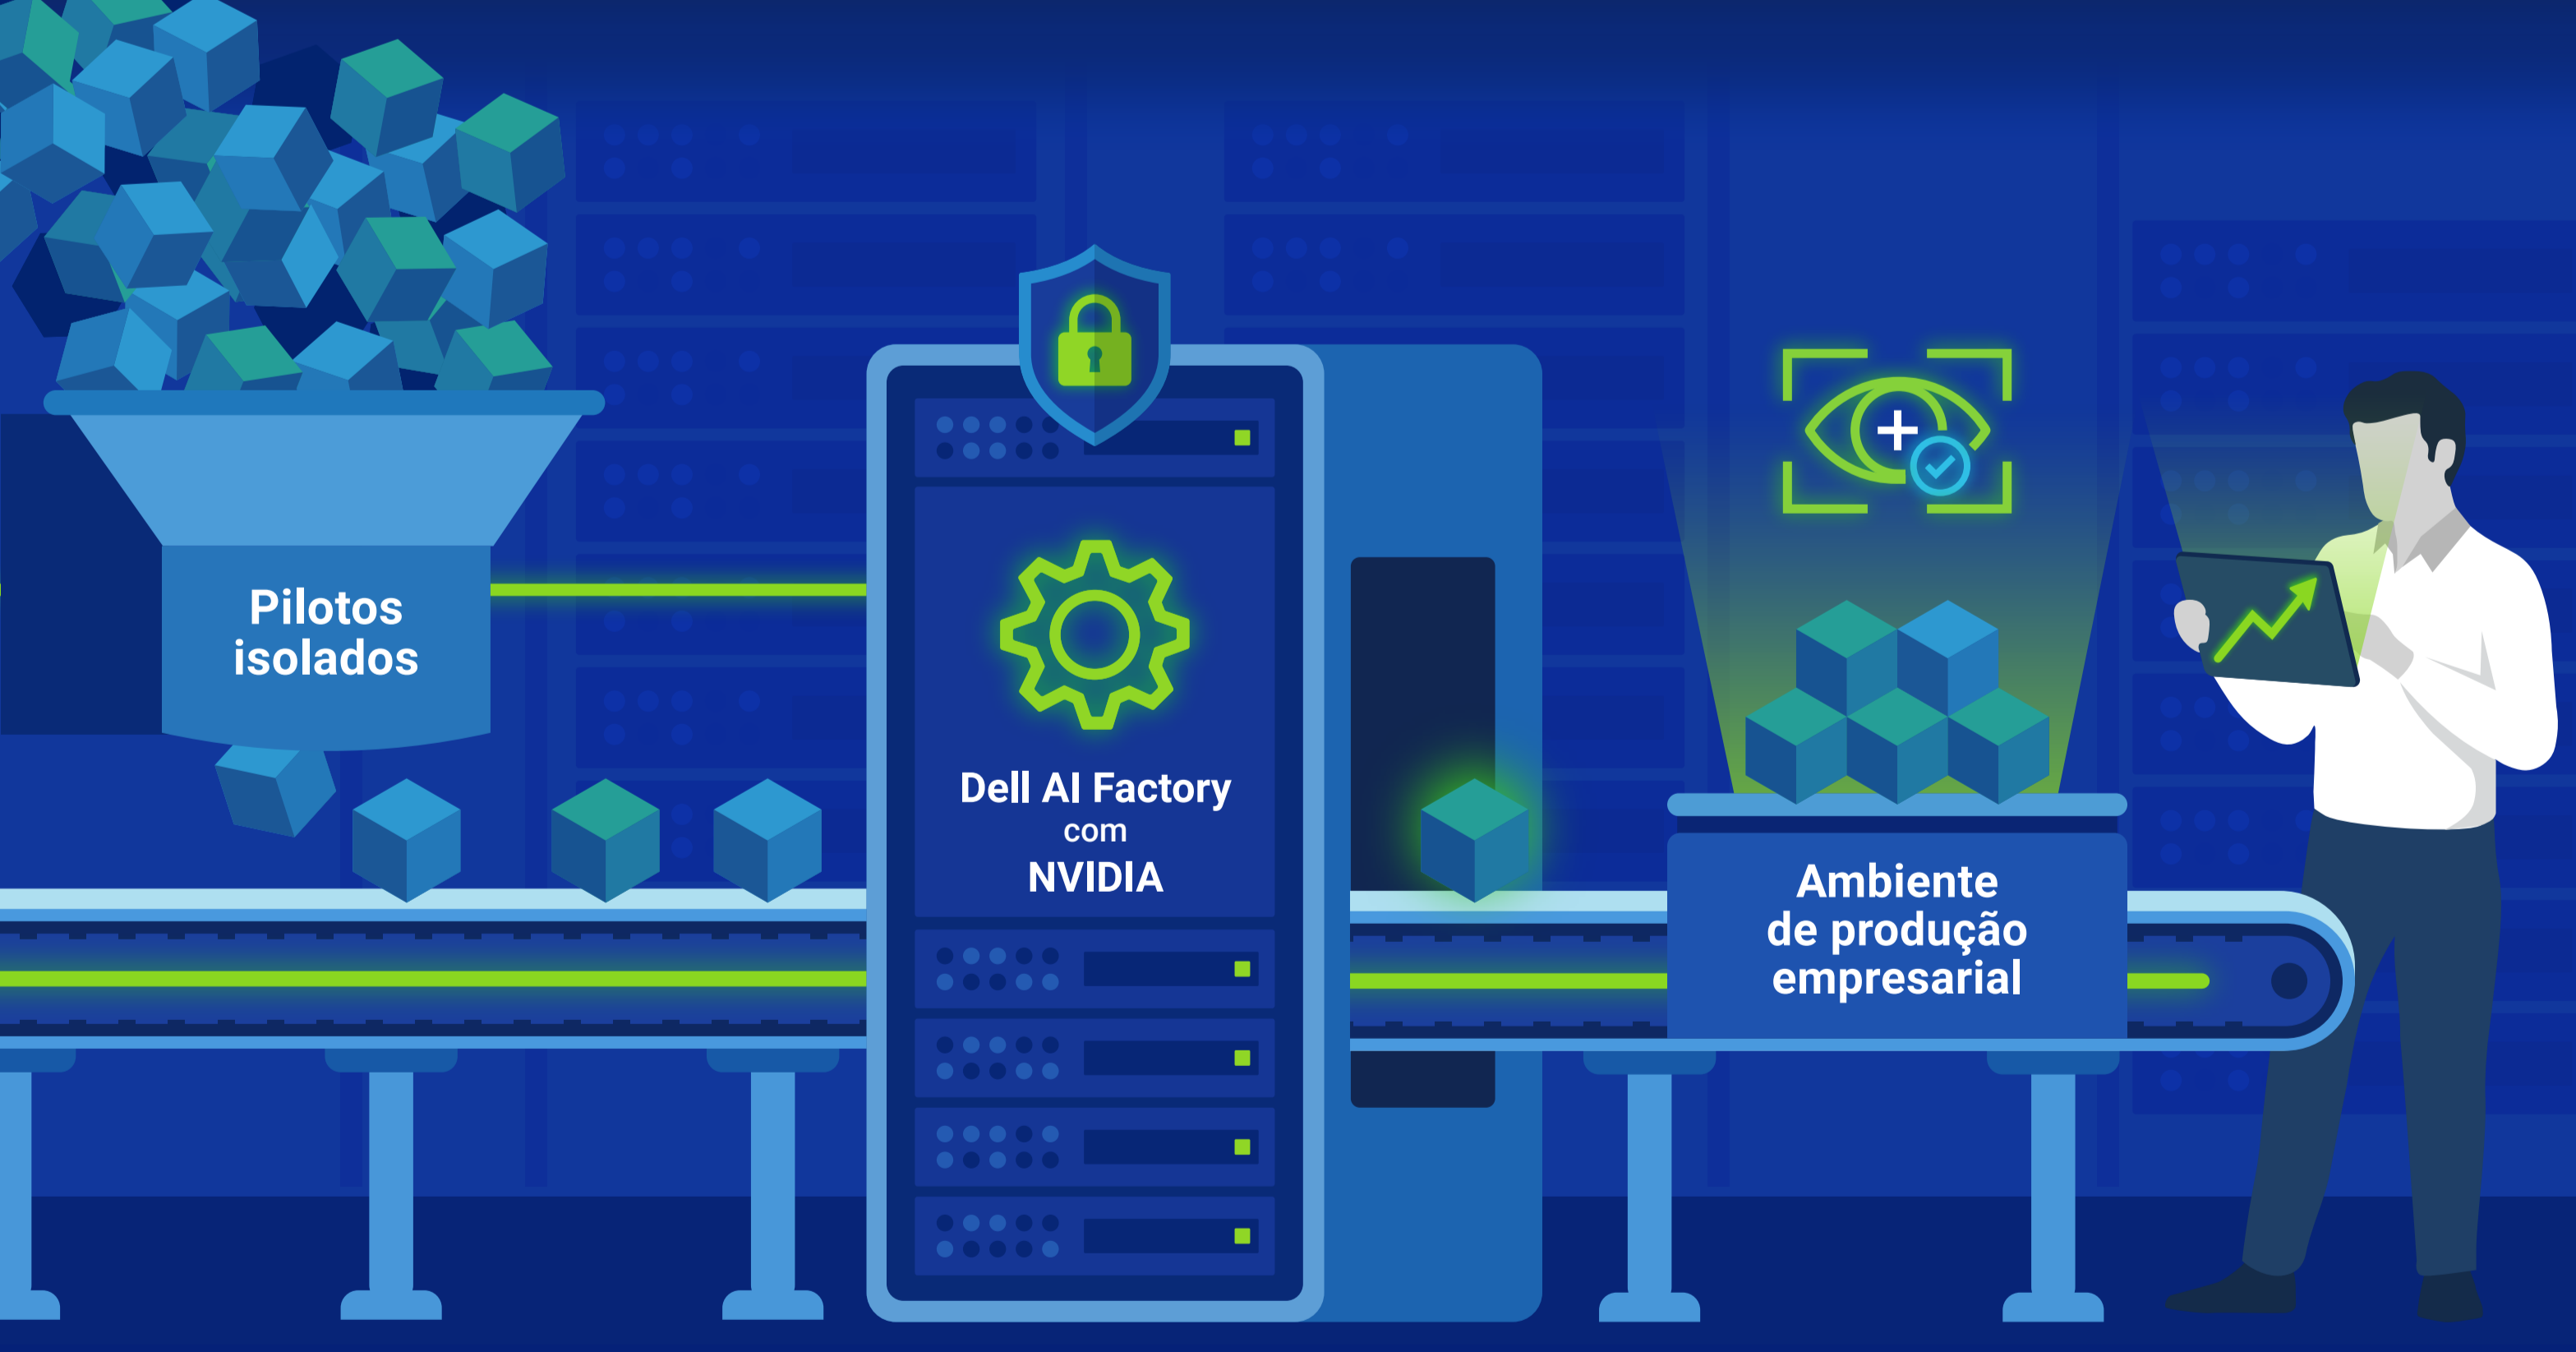 Pilotos
isolados
Dell AI Factory
com
NVIDIA
Ambiente
de produção
empresarial